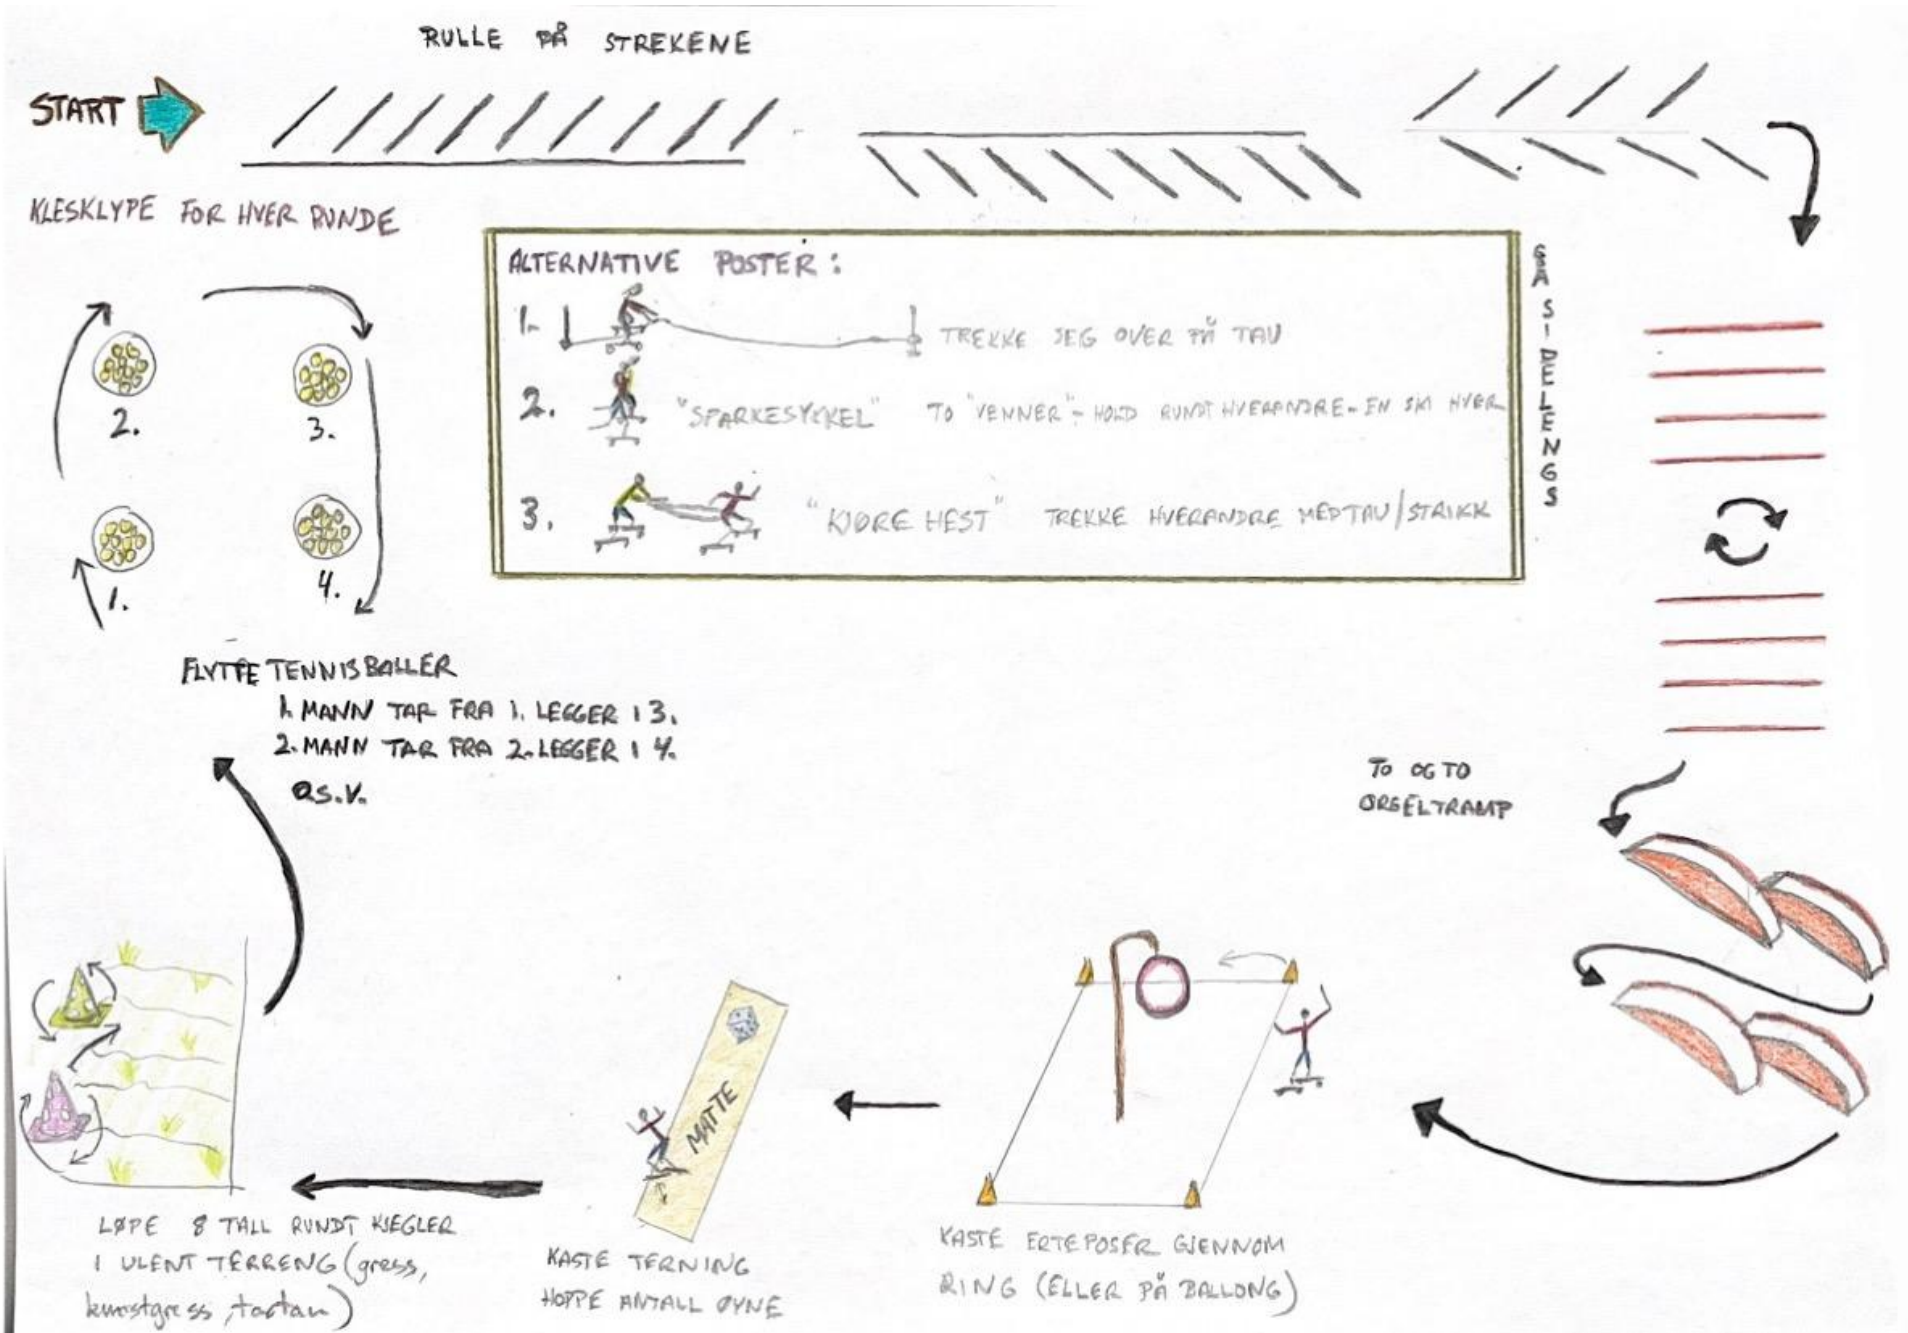 RULLE PÅ STREKENE
START
KLESKLYPE FOR HVER RUNDE
ALTERNATIVE POSTER:
1. TREKKE SEG OVER PÅ TAU
2. "SPARKESYKKEL" TO "VENNER" - HOLD RUNDT HVERANDRE - EN SKI HVER
3. "KJØRE HEST" TREKKE HVERANDRE MED TAU/STRIKK
GÅ SIDELENGS
2.
3.
1.
4.
FLYTTE TENNISBALLER
1. MANN TAR FRA 1. LEGGER I 3.
2. MANN TAR FRA 2. LEGGER I 4.
O.S.V.
TO OG TO
ORGELTRAMP
MATTE
LØPE 8 TALL RUNDT KJEGLER
I ULENT TERRENG (gress,
kunstgress, tartan)
KASTE TERNING
HOPPE ANTALL ØYNE
KASTE ERTEPOSER GJENNOM
RING (ELLER PÅ BALLONG)